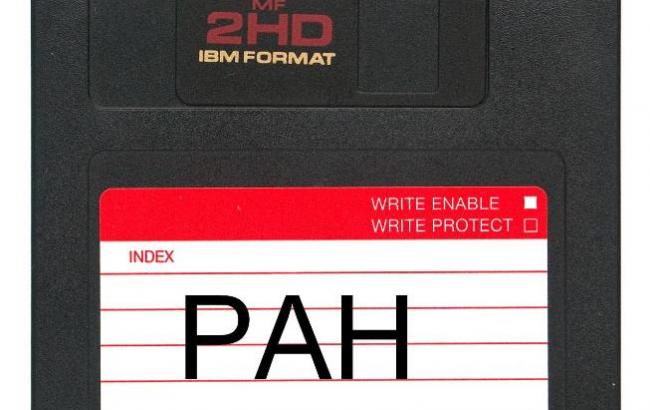 MF
2HD
IBM FORMAT
WRITE ENABLE
WRITE PROTECT
INDEX
PAH